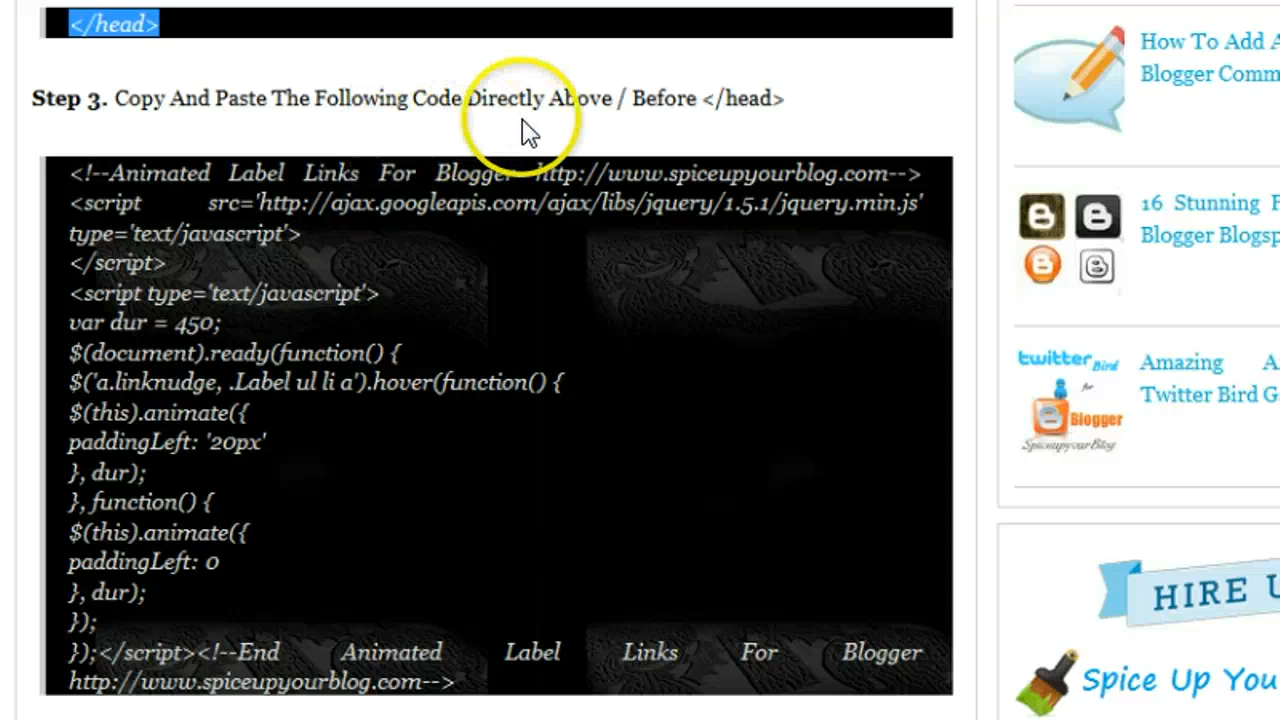 </head>
Step 3. Copy And Paste The Following Code Directly Above / Before </head>
<!--Animated Label Links For Blogger http://www.spiceupyourblog.com-->
<script src='http://ajax.googleapis.com/ajax/libs/jquery/1.5.1/jquery.min.js'
type='text/javascript'>
</script>
<script type='text/javascript'>
var dur = 450;
$(document).ready(function() {
$('a.linknudge, .Label ul li a').hover(function() {
$(this).animate({
paddingLeft: '20px'
}, dur);
}, function() {
$(this).animate({
paddingLeft: 0
}, dur);
});
});</script><!--End Animated Label Links For Blogger
http://www.spiceupyourblog.com-->
How To Add A
Blogger Comm
16 Stunning F
Blogger Blogsp
twitter Bird
for
Blogger
SpiceupyourBlog
Amazing A
Twitter Bird G
HIRE U
Spice Up You